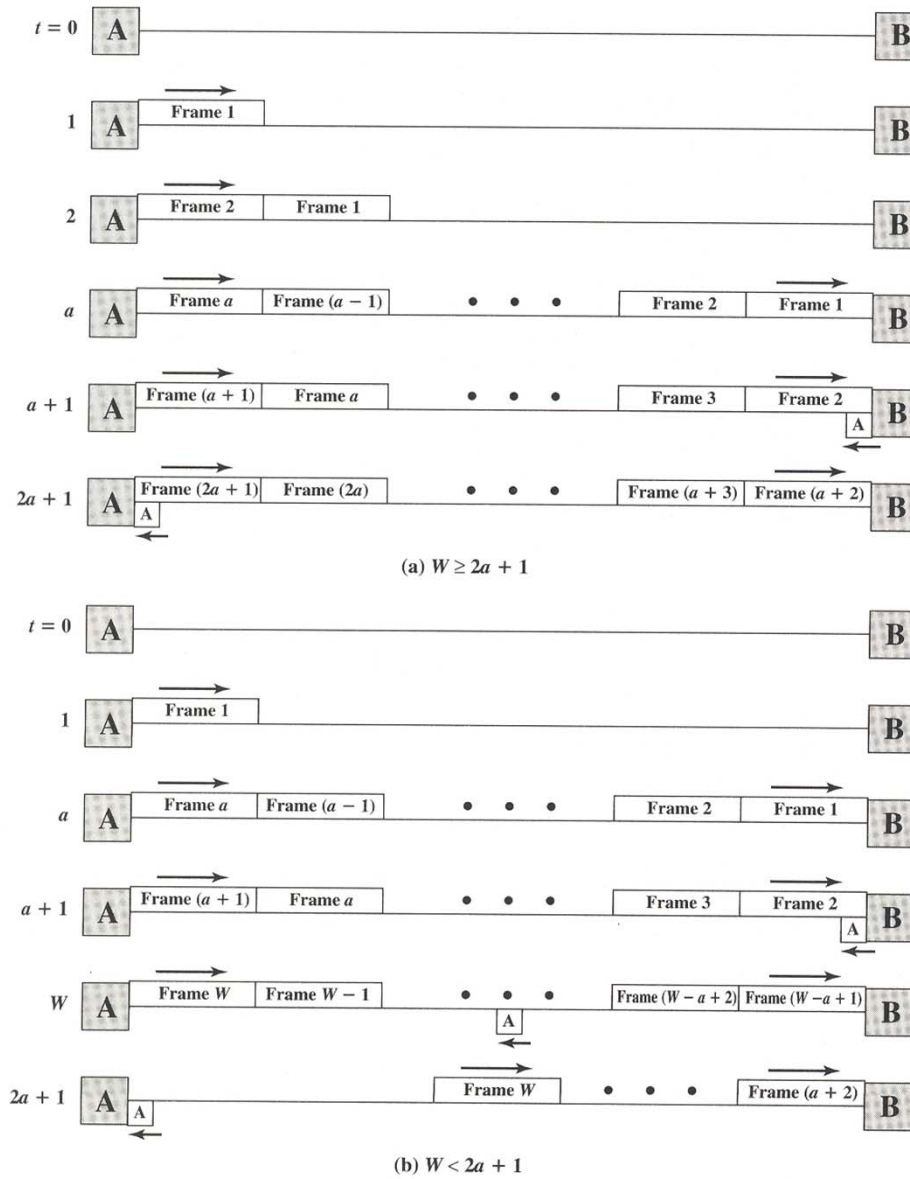 t = 0 A B
1 A Frame 1 B
2 A Frame 2 Frame 1 B
a A Frame a Frame (a − 1) • • • Frame 2 Frame 1 B
a + 1 A Frame (a + 1) Frame a • • • Frame 3 Frame 2 B
A
2a + 1 A Frame (2a + 1) Frame (2a) • • • Frame (a + 3) Frame (a + 2) B
A
(a) W ≥ 2a + 1
t = 0 A B
1 A Frame 1 B
a A Frame a Frame (a − 1) • • • Frame 2 Frame 1 B
a + 1 A Frame (a + 1) Frame a • • • Frame 3 Frame 2 B
A
W A Frame W Frame W − 1 • • • Frame (W − a + 2) Frame (W − a + 1) B
A
2a + 1 A Frame W • • • Frame (a + 2) B
A
(b) W < 2a + 1